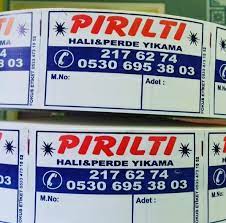 PIRILTI
HALI&PERDE YIKAMA
217 62 74
0530 695 38 03
M.No:
Adet :
PIRILTI
HALI&PERDE YIKAMA
217 62 74
0530 695 38 03
M.No:
Adet :